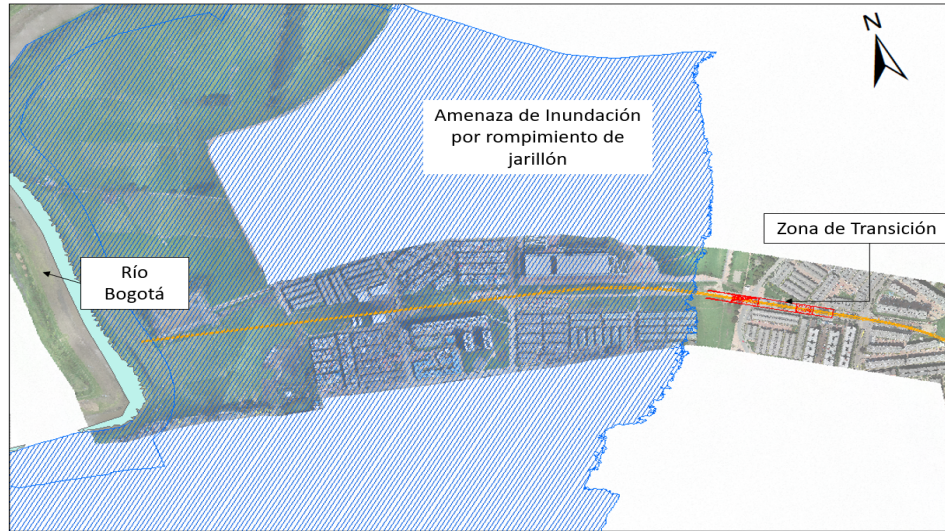 N
Amenaza de Inundación
por rompimiento de
jarillón
Zona de Transición
Río
Bogotá